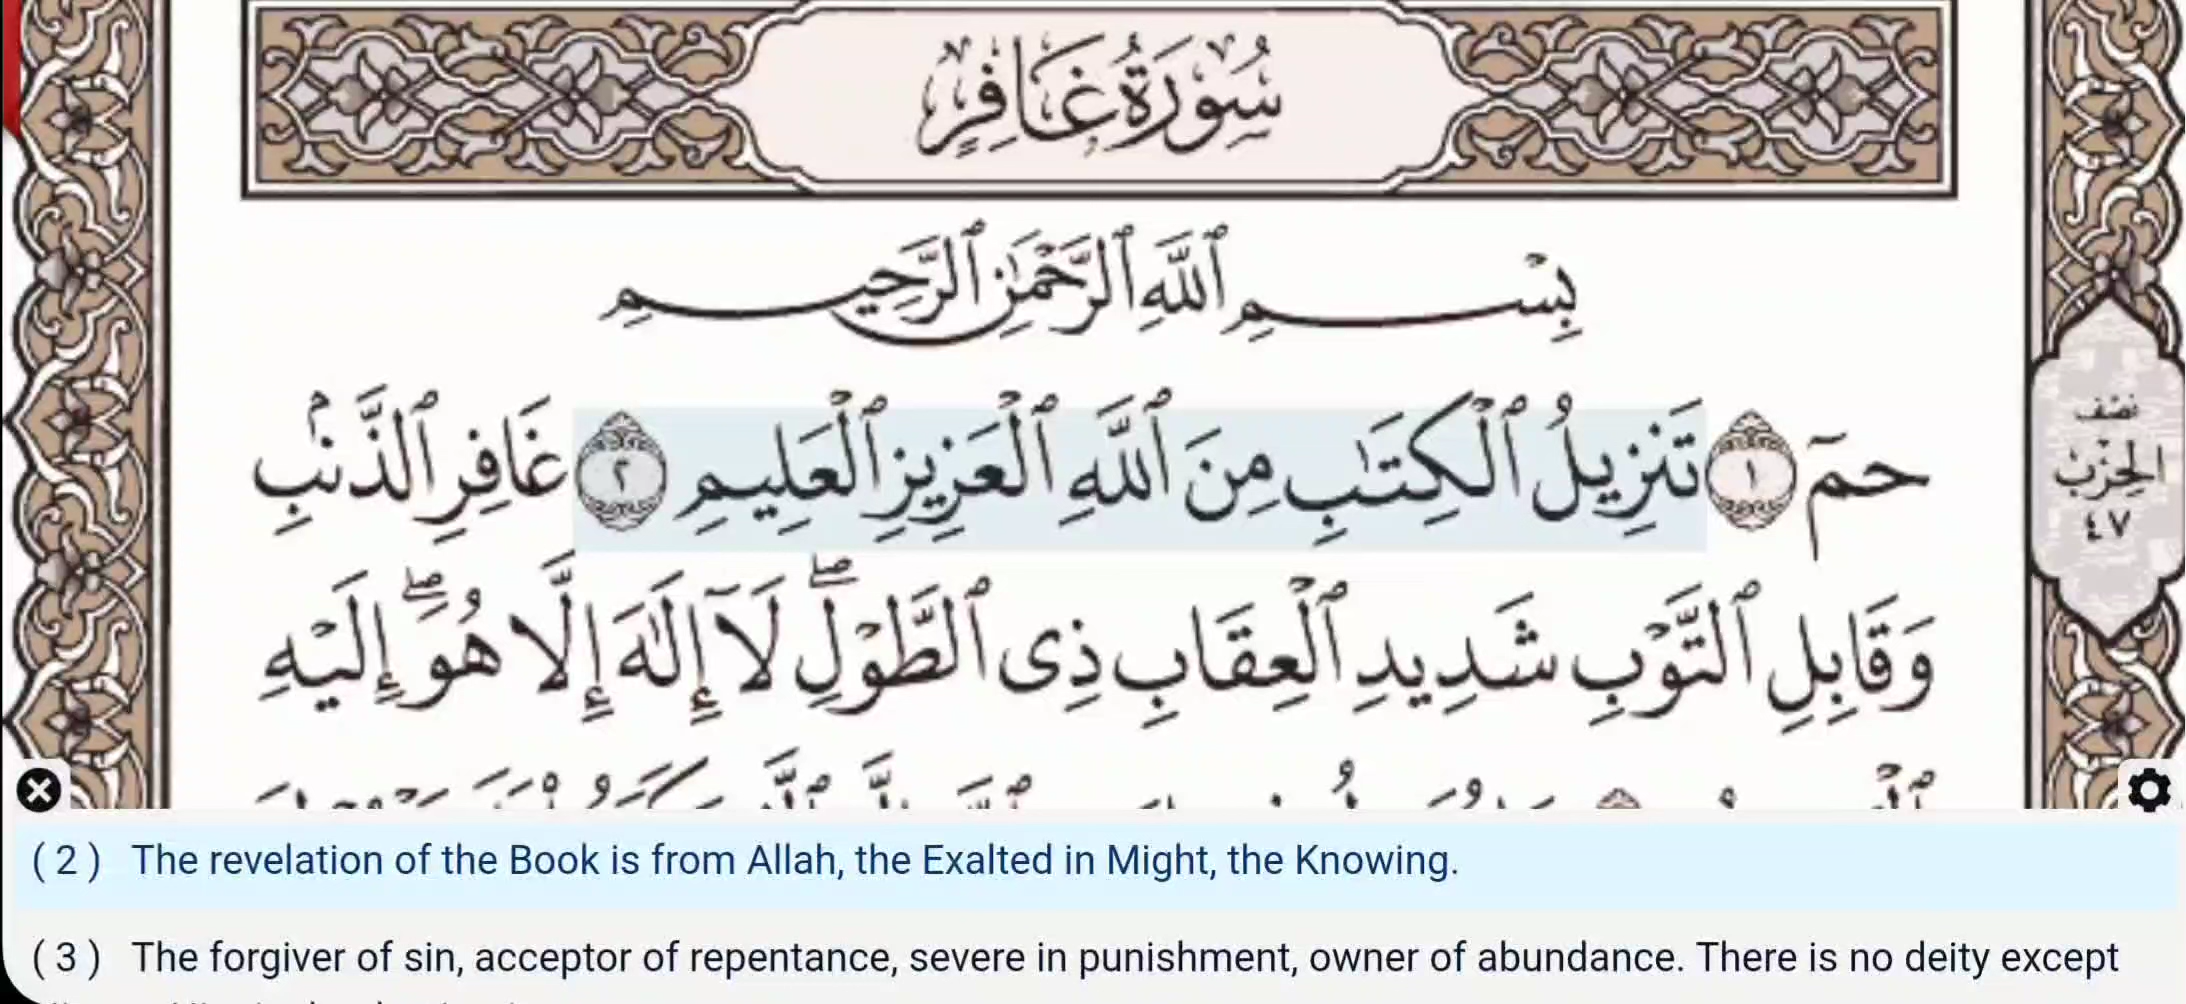 سُورَةُ غَافِرٍ
بِسْمِ ٱللَّهِ ٱلرَّحْمَٰنِ ٱلرَّحِيمِ
حمٓ ١ تَنزِيلُ ٱلْكِتَٰبِ مِنَ ٱللَّهِ ٱلْعَزِيزِ ٱلْعَلِيمِ ٢ غَافِرِ ٱلذَّنۢبِ
نصف
الحزب
٤٧
وَقَابِلِ ٱلتَّوْبِ شَدِيدِ ٱلْعِقَابِ ذِى ٱلطَّوْلِ ۖ لَآ إِلَٰهَ إِلَّا هُوَ ۖ إِلَيْهِ
( 2 ) The revelation of the Book is from Allah, the Exalted in Might, the Knowing.
( 3 ) The forgiver of sin, acceptor of repentance, severe in punishment, owner of abundance. There is no deity except